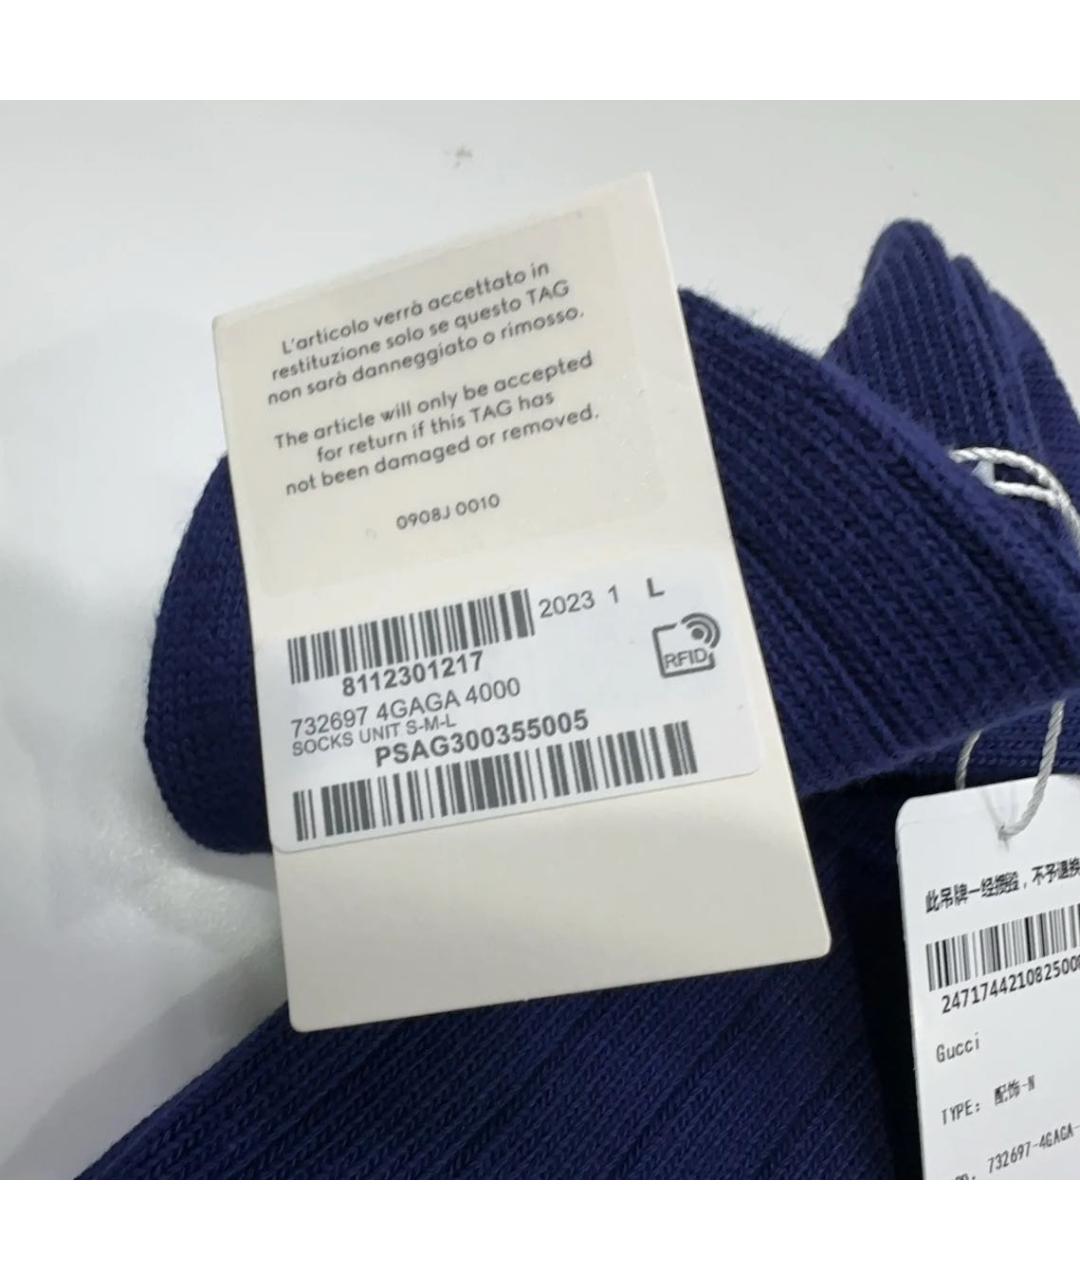 L'articolo verrà accettato in
restituzione solo se questo TAG
non sarà danneggiato o rimosso.
The article will only be accepted
for return if this TAG has
not been damaged or removed.
0908J 0010
2023 1 L
8112301217
RFID
732697 4GAGA 4000
SOCKS UNIT S-M-L
PSAG300355005
此吊牌一经损毁，不予退换
247174421082500
Gucci
TYPE: 配饰-N
732697-4GAGA-